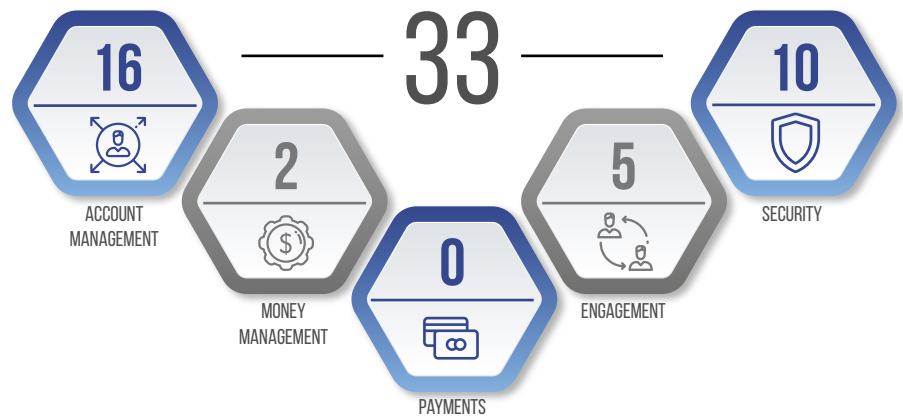 33
16
ACCOUNT
MANAGEMENT
2
$
MONEY
MANAGEMENT
0
PAYMENTS
5
ENGAGEMENT
10
SECURITY